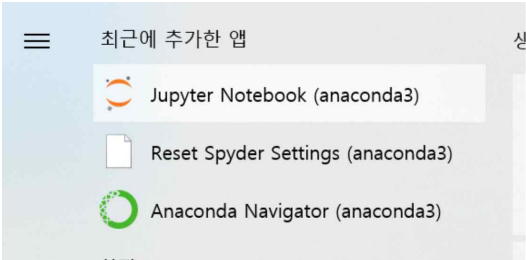 최근에 추가한 앱
Jupyter Notebook (anaconda3)
Reset Spyder Settings (anaconda3)
Anaconda Navigator (anaconda3)